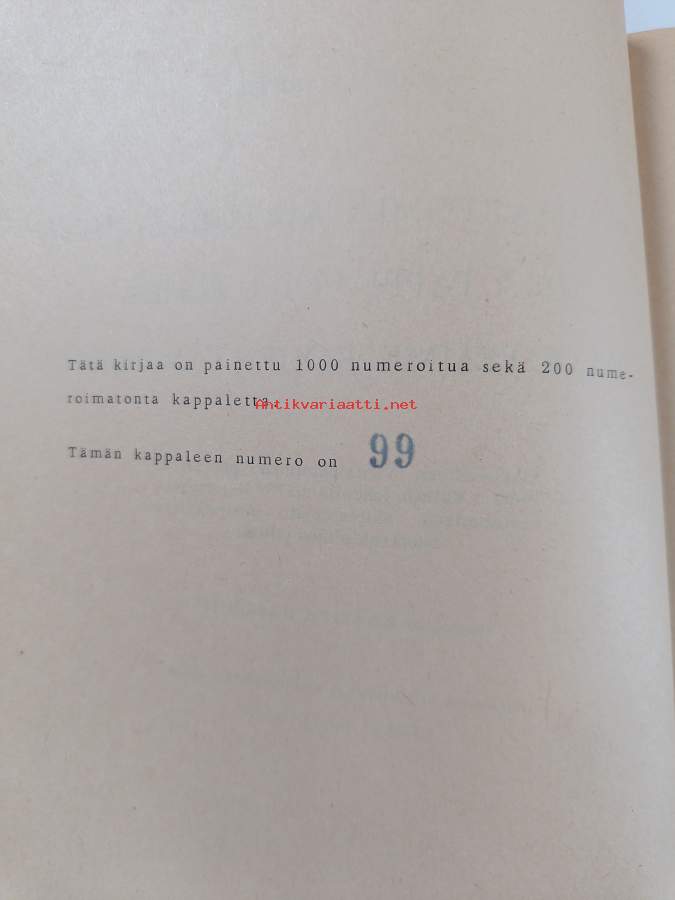 Tätä kirjaa on painettu 1000 numeroitua sekä 200 nume-
roimatonta kappaletta.
Antikvariaatti.net
Tämän kappaleen numero on 99